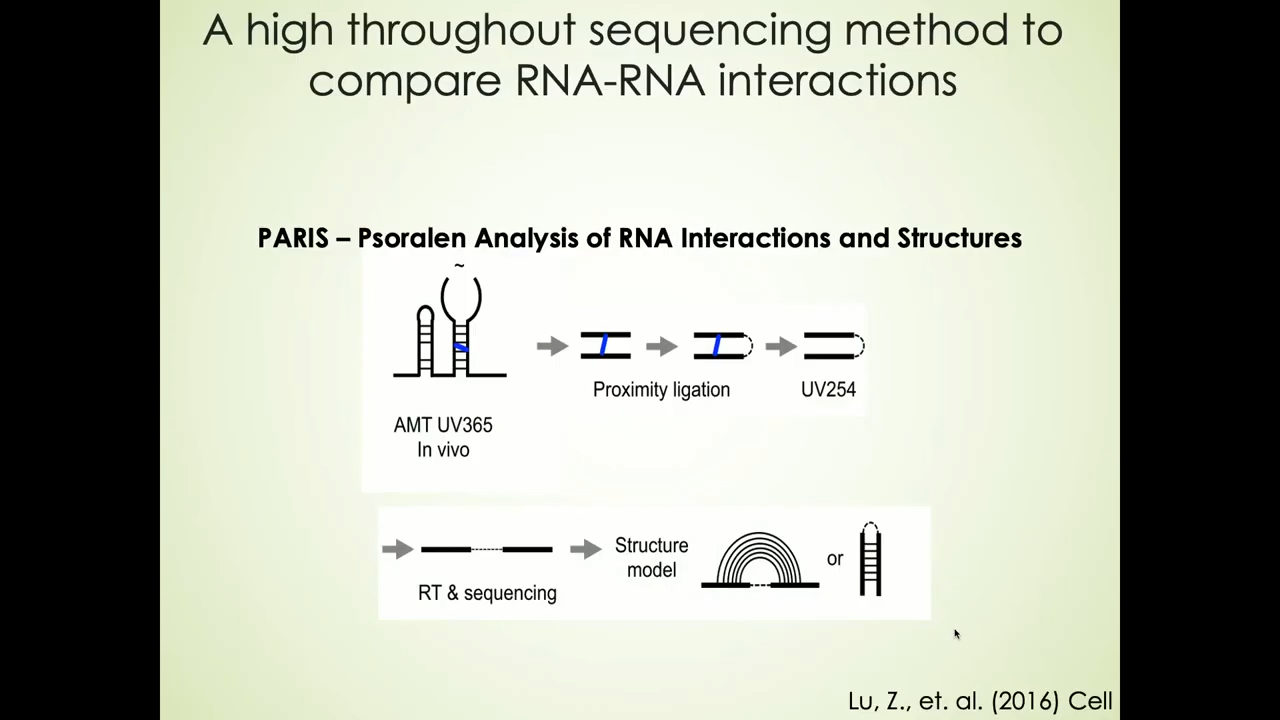 A high throughout sequencing method to
compare RNA-RNA interactions
PARIS – Psoralen Analysis of RNA Interactions and Structures
~
Proximity ligation
UV254
AMT UV365
In vivo
Structure
model
or
RT & sequencing
Lu, Z., et. al. (2016) Cell